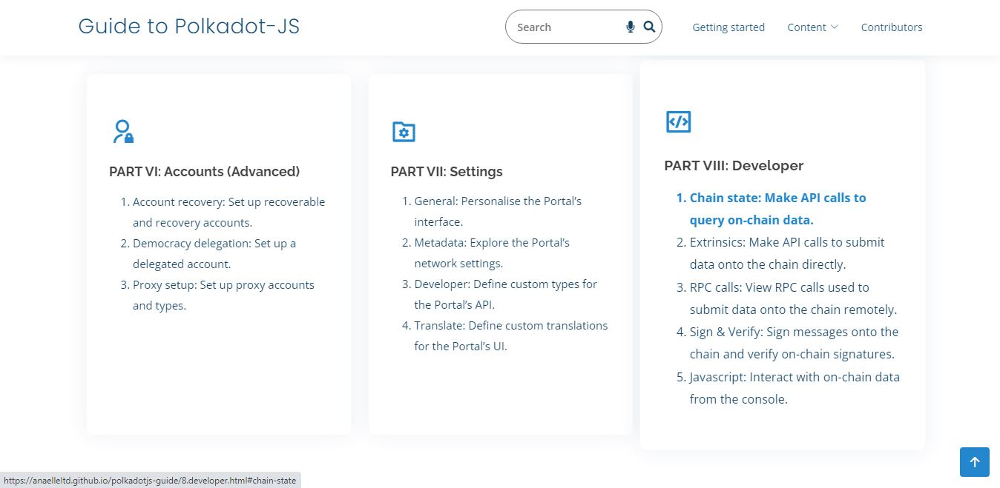 Guide to Polkadot-JS
Search
Getting started
Content
Contributors
PART VI: Accounts (Advanced)
1. Account recovery: Set up recoverable
and recovery accounts.
2. Democracy delegation: Set up a
delegated account.
3. Proxy setup: Set up proxy accounts
and types.
PART VII: Settings
1. General: Personalise the Portal’s
interface.
2. Metadata: Explore the Portal’s
network settings.
3. Developer: Define custom types for
the Portal’s API.
4. Translate: Define custom translations
for the Portal’s UI.
PART VIII: Developer
1. Chain state: Make API calls to
query on-chain data.
2. Extrinsics: Make API calls to submit
data onto the chain directly.
3. RPC calls: View RPC calls used to
submit data onto the chain remotely.
4. Sign & Verify: Sign messages onto the
chain and verify on-chain signatures.
5. Javascript: Interact with on-chain data
from the console.
https://anaelleltd.github.io/polkadotjs-guide/8.developer.html#chain-state